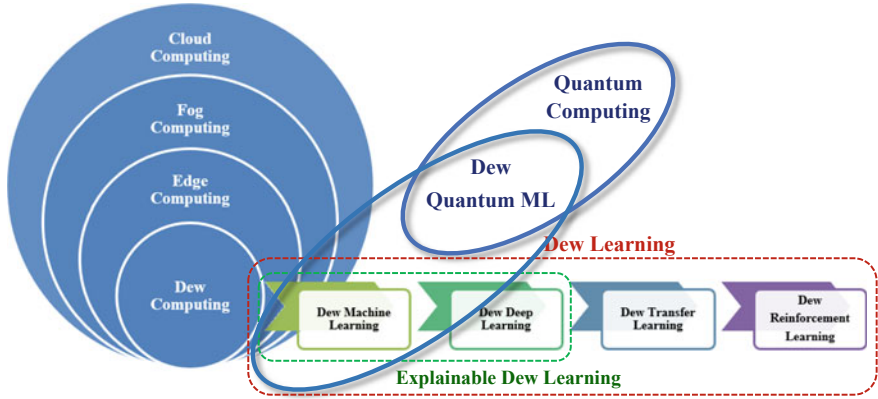 Cloud
Computing
Fog
Computing
Edge
Computing
Dew
Computing
Quantum
Computing
Dew
Quantum ML
Dew Learning
Dew Machine
Learning
Dew Deep
Learning
Dew Transfer
Learning
Dew
Reinforcement
Learning
Explainable Dew Learning